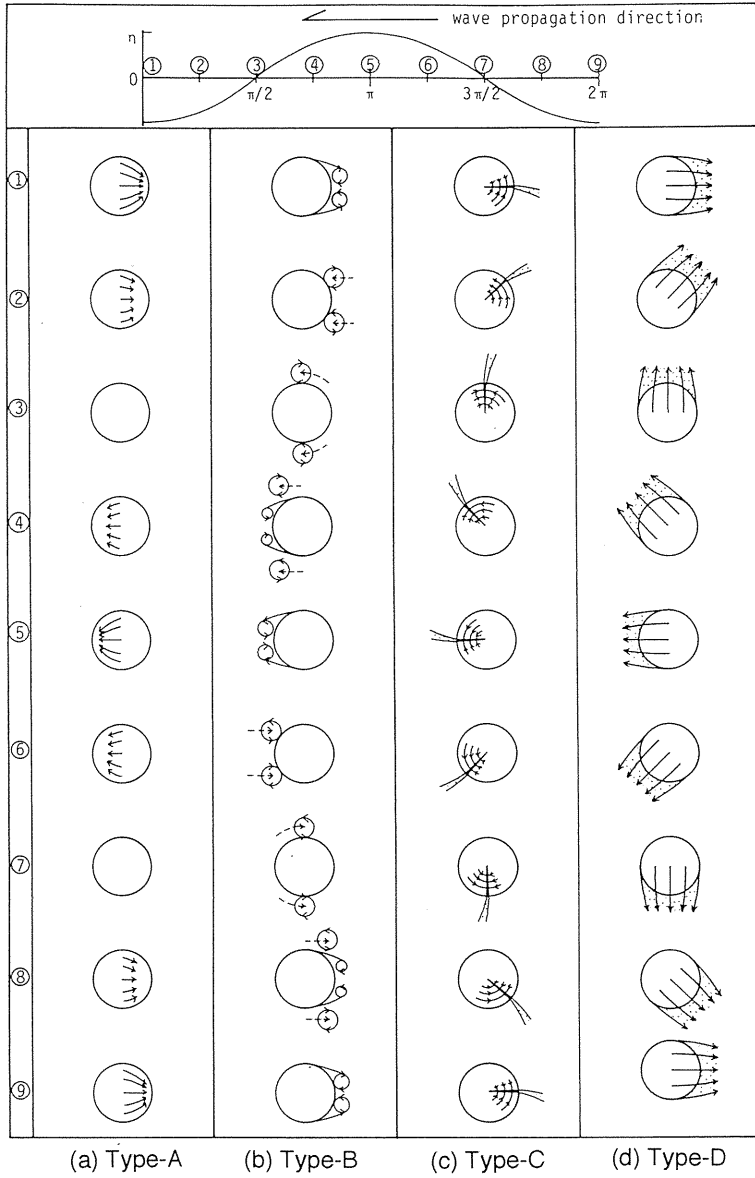 wave propagation direction
η
① ② ③ ④ ⑤ ⑥ ⑦ ⑧ ⑨
0
π/2 π 3π/2 2π
①
②
③
④
⑤
⑥
⑦
⑧
⑨
(a) Type-A (b) Type-B (c) Type-C (d) Type-D